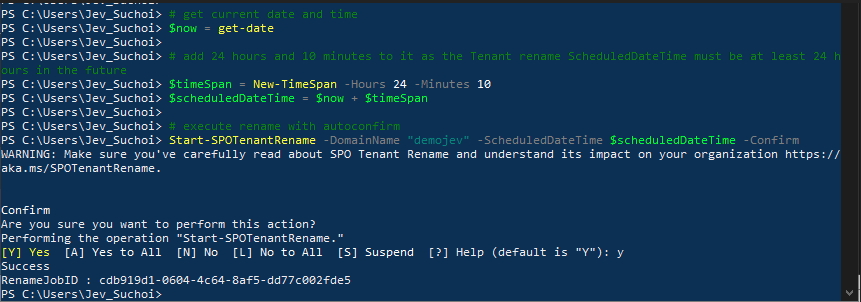 PS C:\Users\Jev_Suchoi> # get current date and time
PS C:\Users\Jev_Suchoi> $now = get-date
PS C:\Users\Jev_Suchoi>
PS C:\Users\Jev_Suchoi> # add 24 hours and 10 minutes to it as the Tenant rename ScheduledDateTime must be at least 24 h
ours in the future
PS C:\Users\Jev_Suchoi> $timeSpan = New-TimeSpan -Hours 24 -Minutes 10
PS C:\Users\Jev_Suchoi> $scheduledDateTime = $now + $timeSpan
PS C:\Users\Jev_Suchoi>
PS C:\Users\Jev_Suchoi> # execute rename with autoconfirm
PS C:\Users\Jev_Suchoi> Start-SPOTenantRename -DomainName "demojev" -ScheduledDateTime $scheduledDateTime -Confirm
WARNING: Make sure you've carefully read about SPO Tenant Rename and understand its impact on your organization https://
aka.ms/SPOTenantRename.
Confirm
Are you sure you want to perform this action?
Performing the operation "Start-SPOTenantRename."
[Y] Yes  [A] Yes to All  [N] No  [L] No to All  [S] Suspend  [?] Help (default is "Y"): y
Success
RenameJobID : cdb919d1-0604-4c64-8af5-dd77c002fde5
PS C:\Users\Jev_Suchoi>